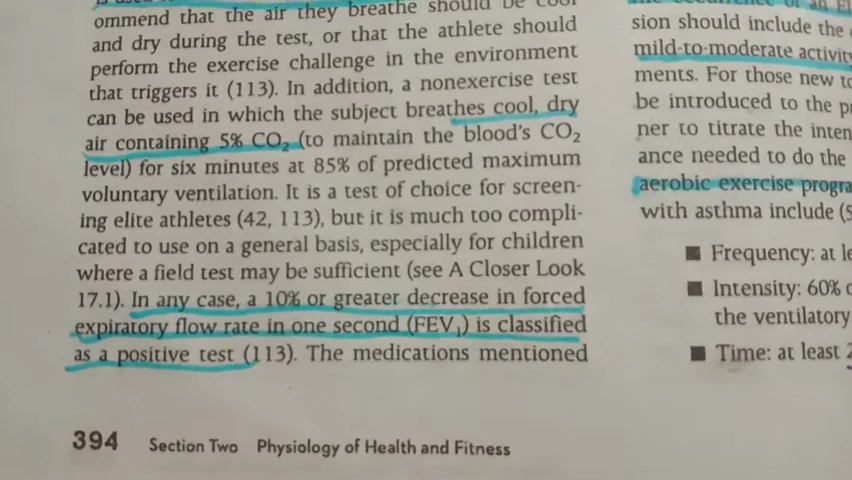 ommend that the air they breathe should be cool
and dry during the test, or that the athlete should
perform the exercise challenge in the environment
that triggers it (113). In addition, a nonexercise test
can be used in which the subject breathes cool, dry
air containing 5% CO₂ (to maintain the blood's CO₂
level) for six minutes at 85% of predicted maximum
voluntary ventilation. It is a test of choice for screen-
ing elite athletes (42, 113), but it is much too compli-
cated to use on a general basis, especially for children
where a field test may be sufficient (see A Closer Look
17.1). In any case, a 10% or greater decrease in forced
expiratory flow rate in one second (FEV₁) is classified
as a positive test (113). The medications mentioned
sion should include the
mild-to-moderate activity
ments. For those new to
be introduced to the
ner to titrate the
ance needed to do the
aerobic exercise
with asthma include
■ Frequency: at
■ Intensity: 60%
the ventilatory
■ Time: at least
394 Section Two Physiology of Health and Fitness